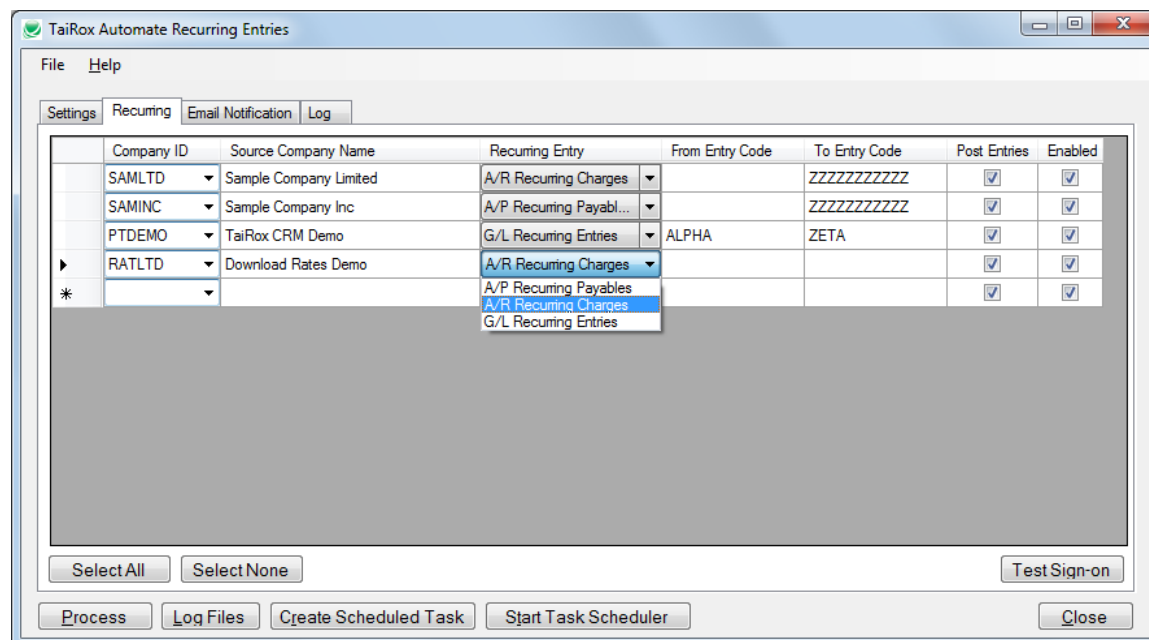 TaiRox Automate Recurring Entries
File Help
Settings Recurring Email Notification Log
Company ID Source Company Name Recurring Entry From Entry Code To Entry Code Post Entries Enabled
SAMLTD Sample Company Limited A/R Recurring Charges ZZZZZZZZZZZZ
SAMINC Sample Company Inc A/P Recurring Payabl... ZZZZZZZZZZZZ
PTDEMO TaiRox CRM Demo G/L Recurring Entries ALPHA ZETA
RATLTD Download Rates Demo A/R Recurring Charges
A/P Recurring Payables
A/R Recurring Charges
G/L Recurring Entries
Select All Select None Test Sign-on
Process Log Files Create Scheduled Task Start Task Scheduler Close